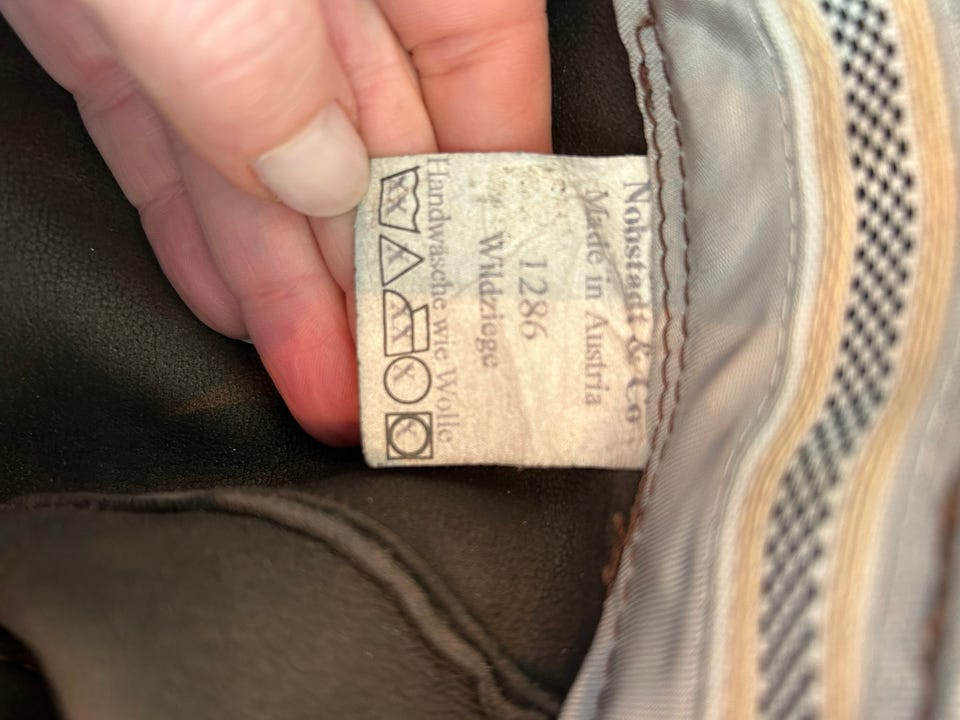 Nohstadt & Co
Made in Austria
1286
Wildziege
Handwäsche wie Wolle